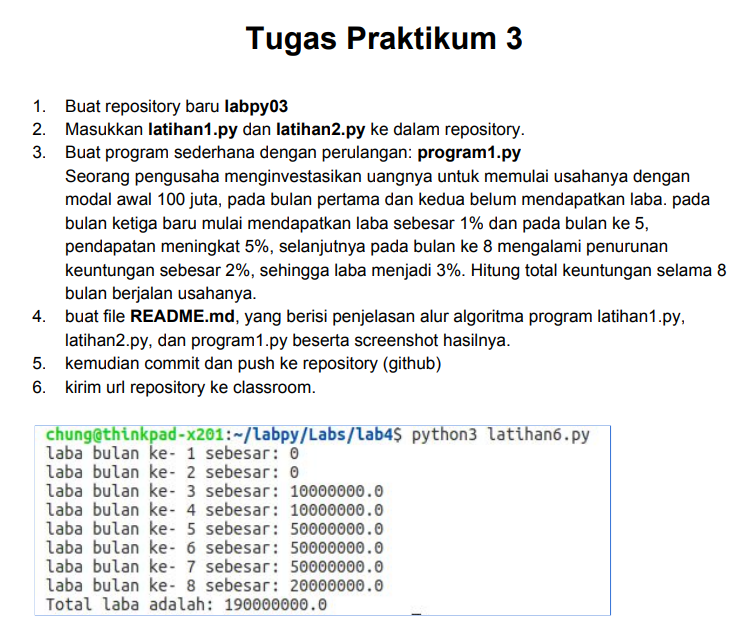 Tugas Praktikum 3
1. Buat repository baru labpy03
2. Masukkan latihan1.py dan latihan2.py ke dalam repository.
3. Buat program sederhana dengan perulangan: program1.py
Seorang pengusaha menginvestasikan uangnya untuk memulai usahanya dengan
modal awal 100 juta, pada bulan pertama dan kedua belum mendapatkan laba. pada
bulan ketiga baru mulai mendapatkan laba sebesar 1% dan pada bulan ke 5,
pendapatan meningkat 5%, selanjutnya pada bulan ke 8 mengalami penurunan
keuntungan sebesar 2%, sehingga laba menjadi 3%. Hitung total keuntungan selama 8
bulan berjalan usahanya.
4. buat file README.md, yang berisi penjelasan alur algoritma program latihan1.py,
latihan2.py, dan program1.py beserta screenshot hasilnya.
5. kemudian commit dan push ke repository (github)
6. kirim url repository ke classroom.
chung@thinkpad-x201:~/labpy/Labs/lab4$ python3 latihan6.py
laba bulan ke- 1 sebesar: 0
laba bulan ke- 2 sebesar: 0
laba bulan ke- 3 sebesar: 10000000.0
laba bulan ke- 4 sebesar: 10000000.0
laba bulan ke- 5 sebesar: 50000000.0
laba bulan ke- 6 sebesar: 50000000.0
laba bulan ke- 7 sebesar: 50000000.0
laba bulan ke- 8 sebesar: 20000000.0
Total laba adalah: 190000000.0